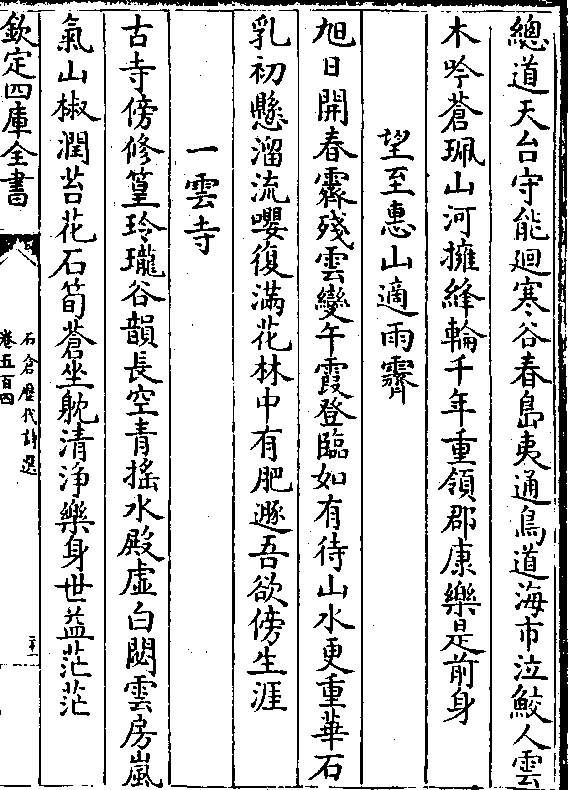 總道天台守能迴寒谷春島夷通鳥道海市泣鮫人雲
木吟蒼珮山河擁絳輪千年重領郡康樂是前身
望至惠山適雨霽
旭日開春霽殘雲變午霞登臨如有待山水更重華石
乳初懸溜流嚶復滿花林中有肥遯吾欲傍生涯
一雲寺
古寺傍修篁玲瓏谷韻長空青搖水殿虛白閟雲房嵐
氣山椒潤苔花石筍蒼坐躭清淨樂身世益茫茫
欽定四庫全書
石倉歷代詩選
卷五百四